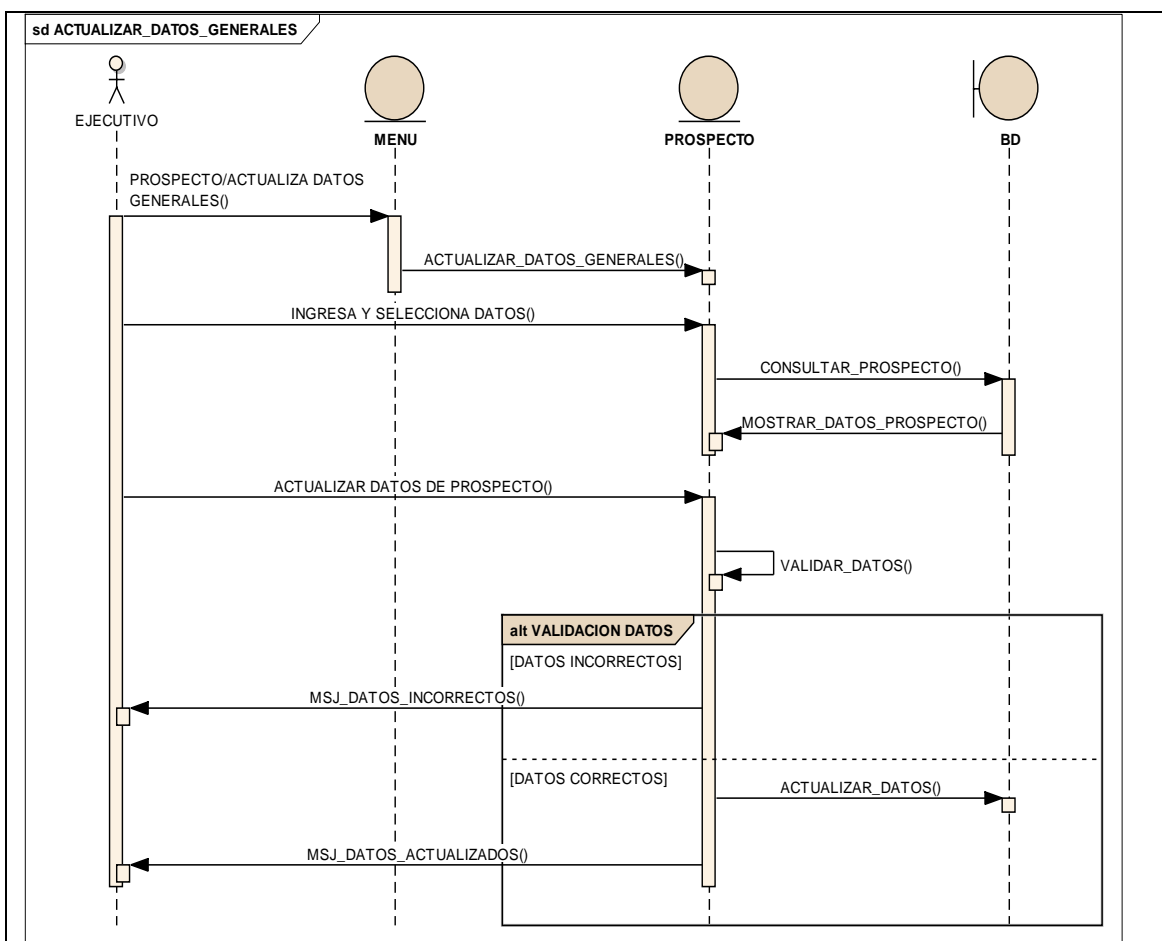 sd ACTUALIZAR_DATOS_GENERALES
EJECUTIVO
MENU
PROSPECTO
BD
PROSPECTO/ACTUALIZA DATOS
GENERALES()
ACTUALIZAR_DATOS_GENERALES()
INGRESA Y SELECCIONA DATOS()
CONSULTAR_PROSPECTO()
MOSTRAR_DATOS_PROSPECTO()
ACTUALIZAR DATOS DE PROSPECTO()
VALIDAR_DATOS()
alt VALIDACION DATOS
[DATOS INCORRECTOS]
MSJ_DATOS_INCORRECTOS()
[DATOS CORRECTOS]
ACTUALIZAR_DATOS()
MSJ_DATOS_ACTUALIZADOS()